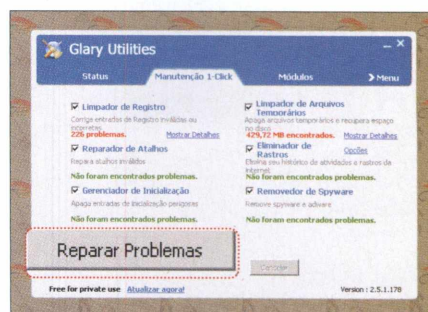 Glary Utilities
Status
Manutenção 1-Click
Módulos
Menu
Limpador de Registro
Corrige entradas de Registro inválidas ou incorretas
226 problemas. Mostrar Detalhes
Reparador de Atalhos
Repara atalhos inválidos
Não foram encontrados problemas.
Gerenciador de Inicialização
Apaga entradas de inicialização perigosas
Não foram encontrados problemas.
Limpador de Arquivos
Temporários
Apaga arquivos temporários e recupera espaço
no disco
429,72 MB encontrados. Mostrar Detalhes
Eliminador de
Rastros
Opções
Elimina seu histórico de atividades e rastros da
internet
Não foram encontrados problemas.
Removedor de Spyware
Remove spyware e adware
Não foram encontrados problemas.
Reparar Problemas
Cancelar
Free for private use Atualizar agora!
Version : 2.5.1.178